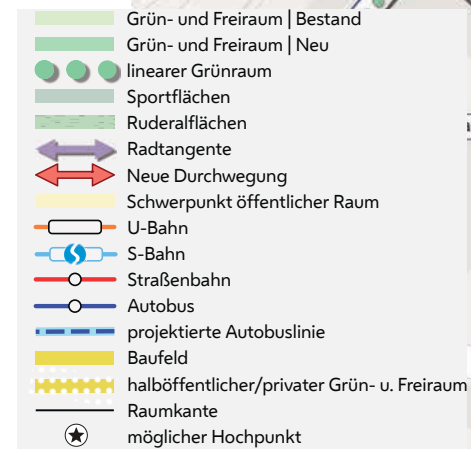 Grün- und Freiraum | Bestand
Grün- und Freiraum | Neu
linearer Grünraum
Sportflächen
Ruderalflächen
Radtangente
Neue Durchwegung
Schwerpunkt öffentlicher Raum
U-Bahn
S-Bahn
Straßenbahn
Autobus
projektierte Autobuslinie
Baufeld
halböffentlicher/privater Grün- u. Freiraum
Raumkante
möglicher Hochpunkt